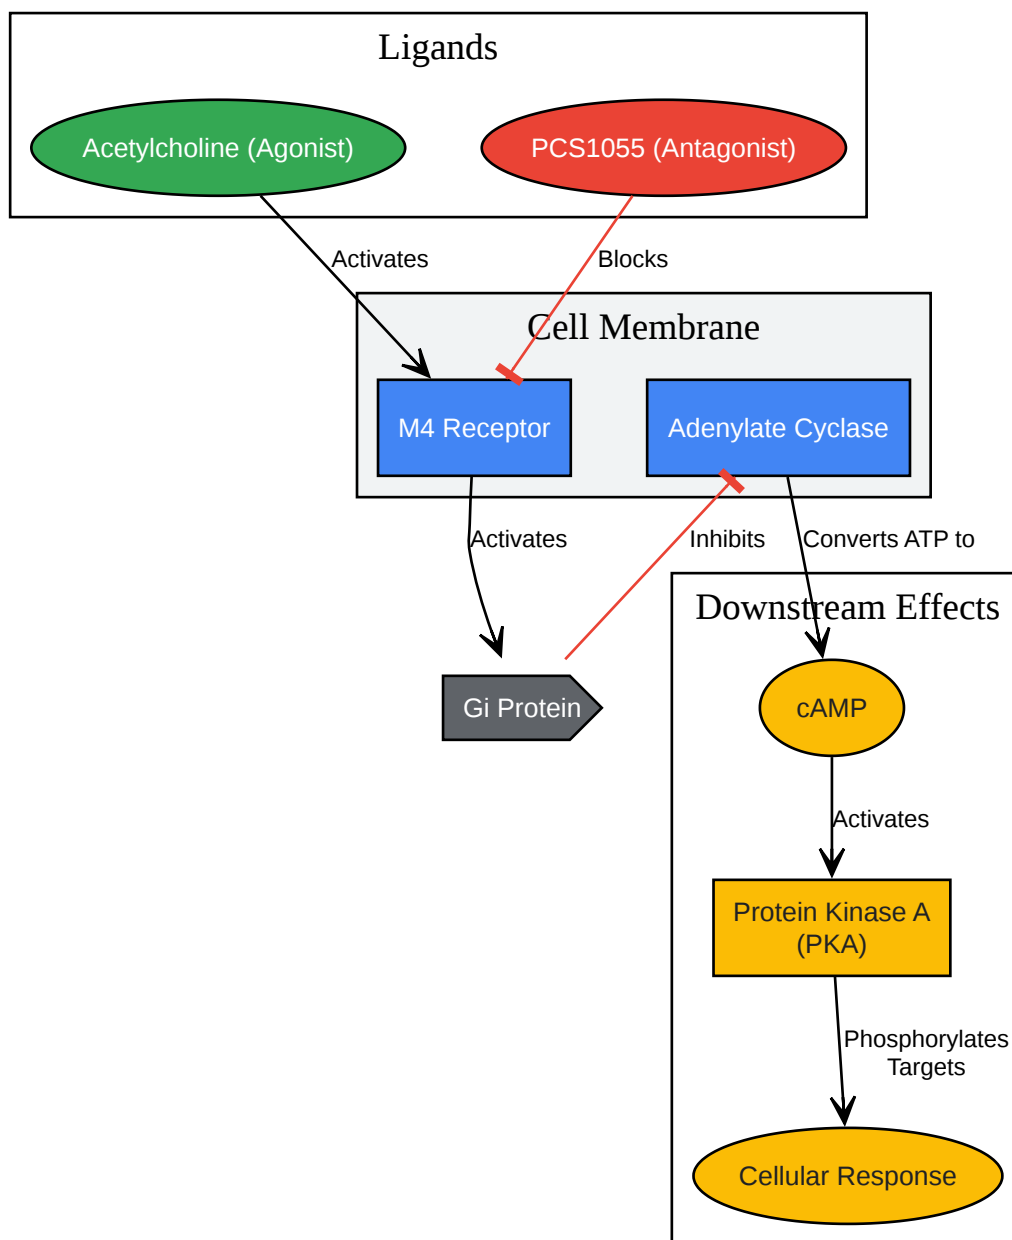 Ligands
Acetylcholine (Agonist)
PCS1055 (Antagonist)
Activates
Blocks
Cell Membrane
M4 Receptor
Adenylate Cyclase
Activates
Inhibits
Converts ATP to
Downstream Effects
Gi Protein
cAMP
Activates
Protein Kinase A
(PKA)
Phosphorylates
Targets
Cellular Response